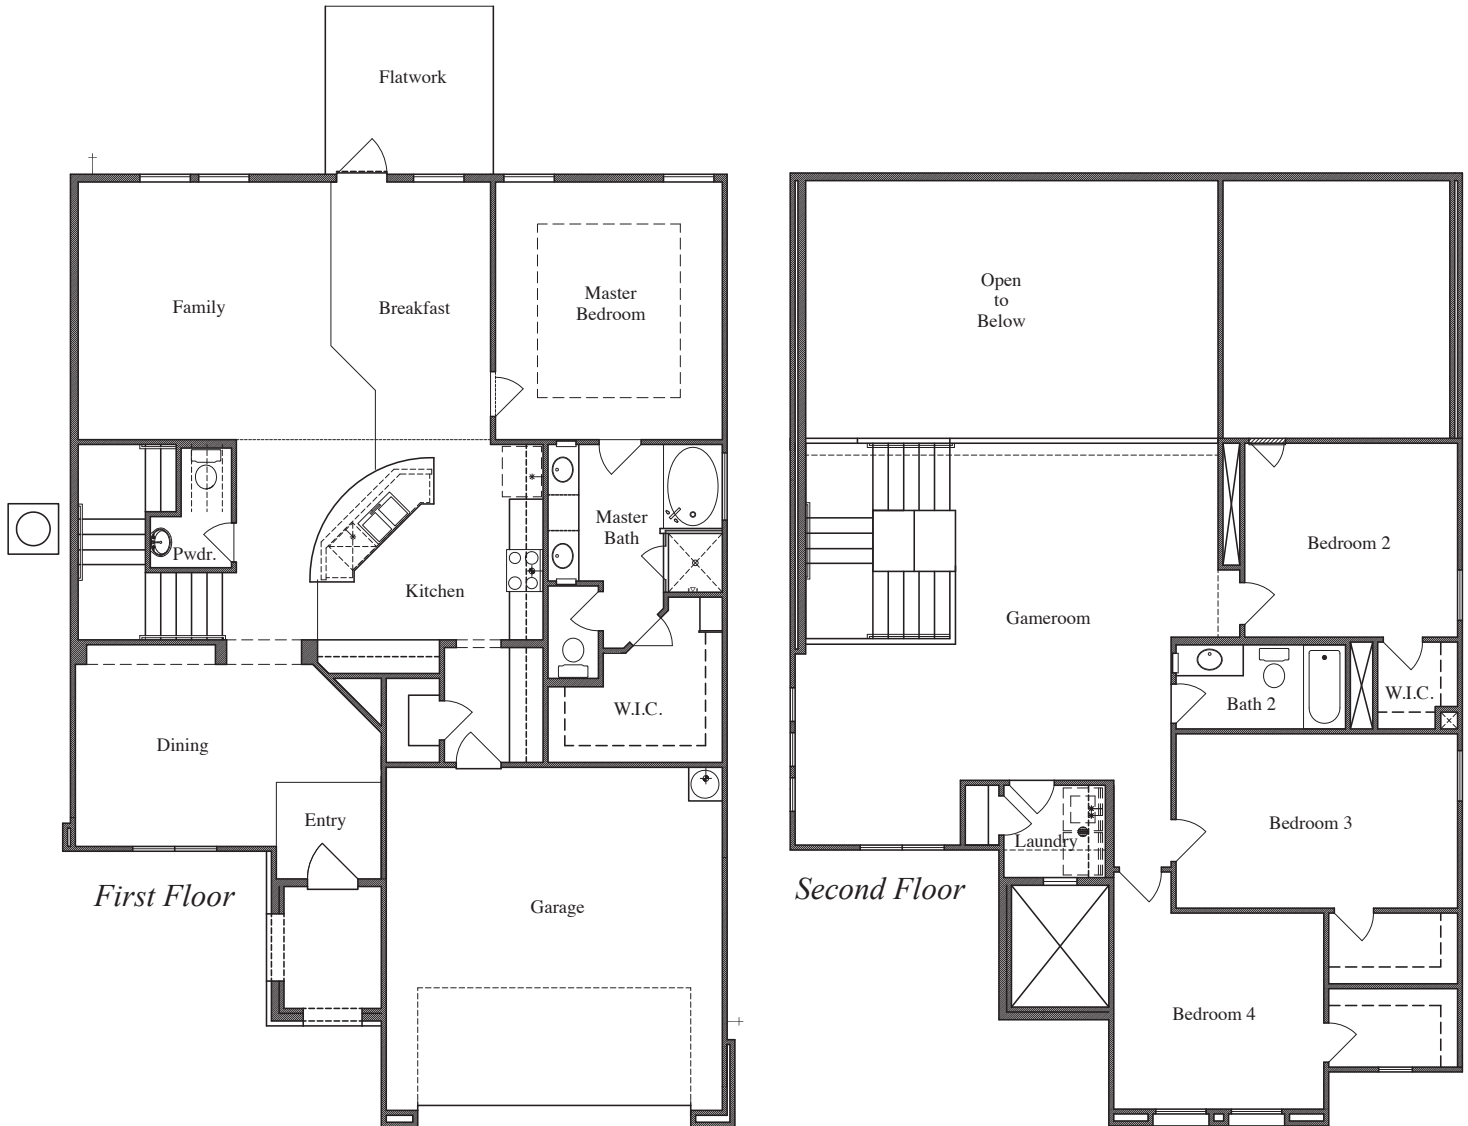 Flatwork
Family
Breakfast
Master
Bedroom
Master
Bath
Pwdr.
Kitchen
W.I.C.
Dining
Entry
First Floor
Garage
Open
to
Below
Bedroom 2
Gameroom
W.I.C.
Bath 2
Bedroom 3
Laundry
Second Floor
Bedroom 4